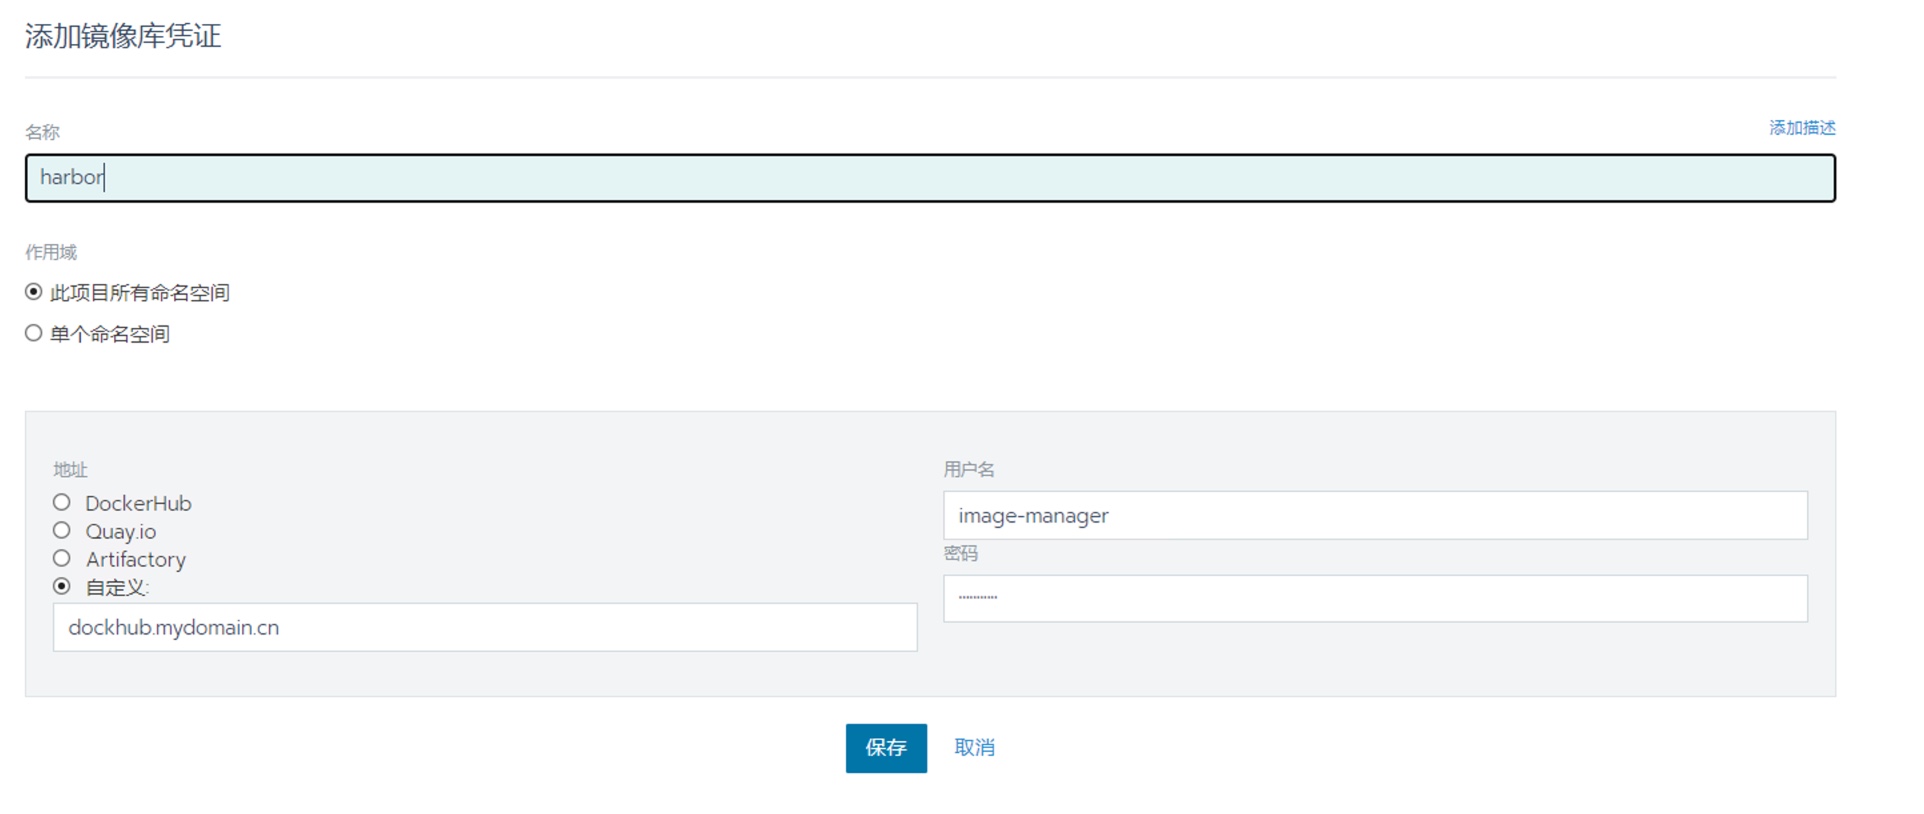 添加镜像库凭证
名称
添加描述
harbor
作用域
此项目所有命名空间
单个命名空间
地址
DockerHub
Quay.io
Artifactory
自定义:
dockhub.mydomain.cn
用户名
image-manager
密码
保存
取消